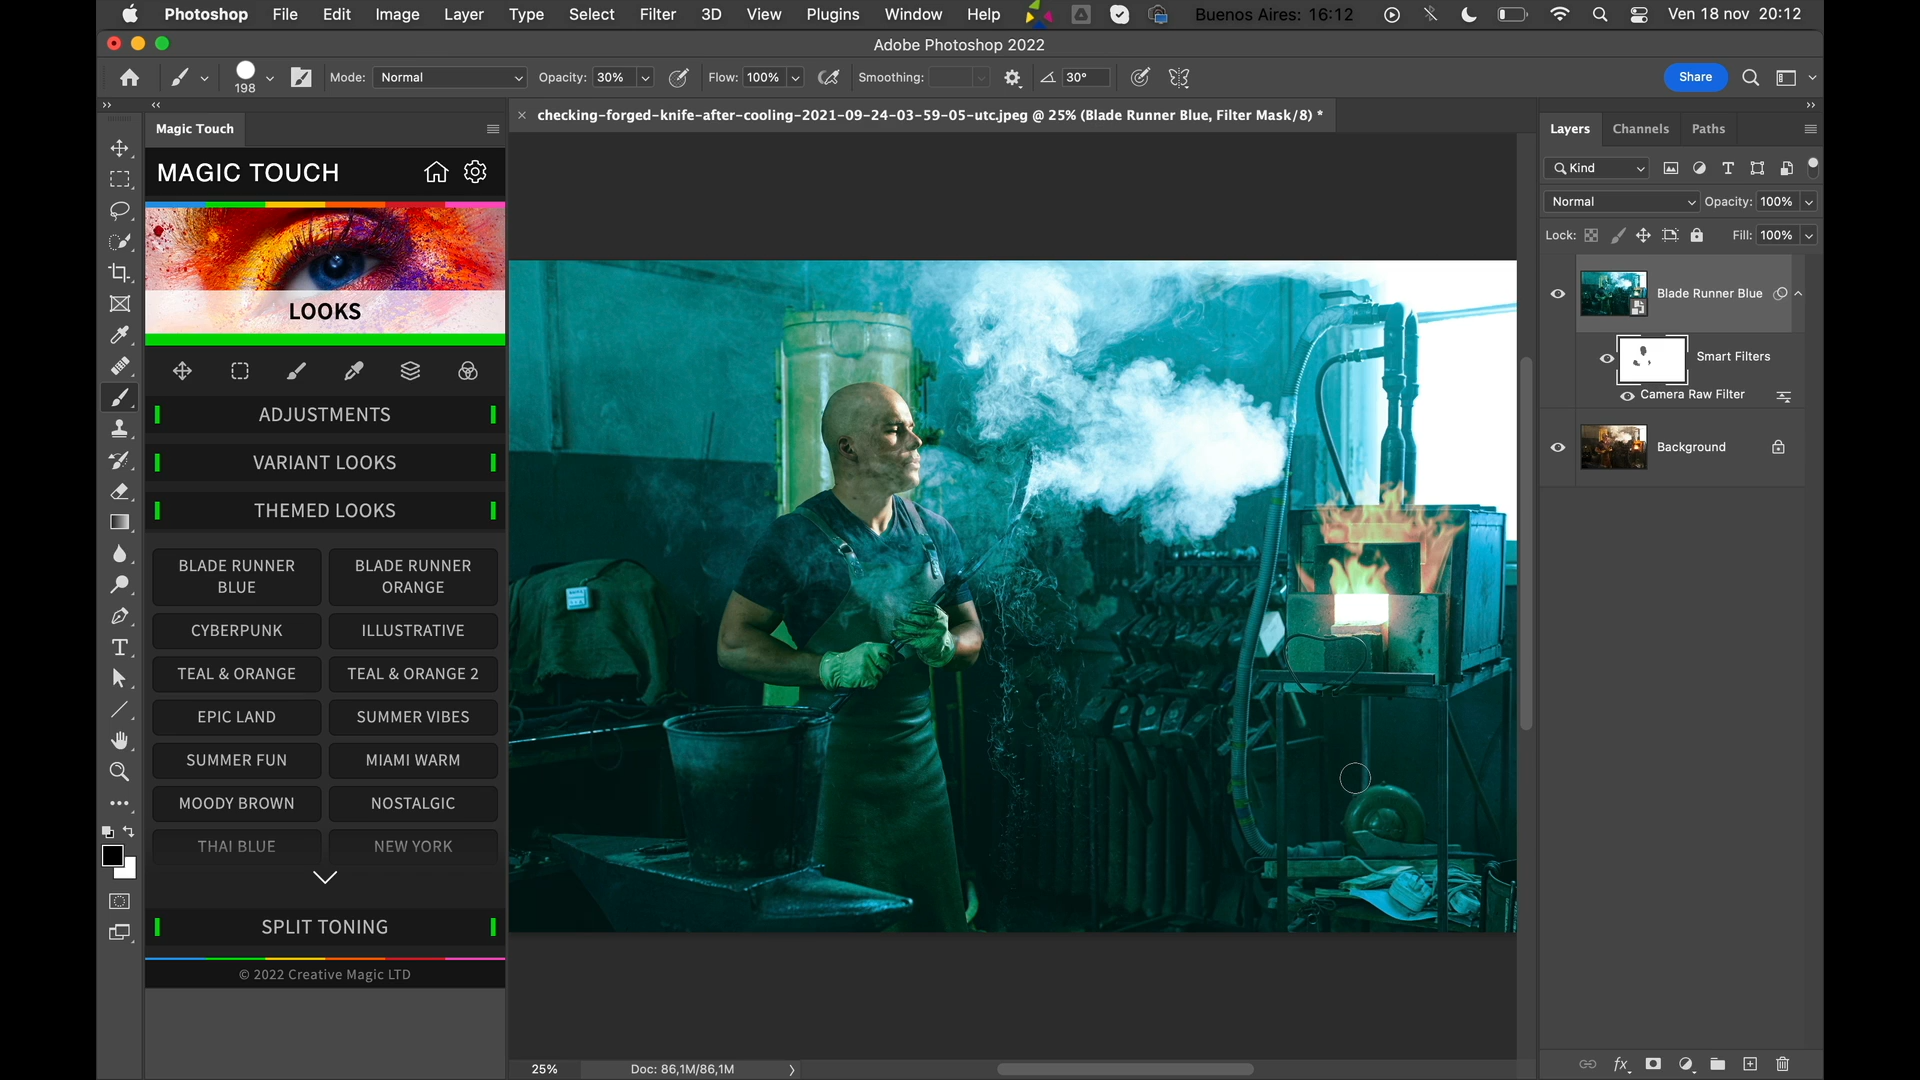 Photoshop File Edit Image Layer Type Select Filter 3D View Plugins Window Help Buenos Aires: 16:12 Ven 18 nov 20:12
Adobe Photoshop 2022
198 Mode: Normal Opacity: 30% Flow: 100% Smoothing: 30° Share
Magic Touch
checking-forged-knife-after-cooling-2021-09-24-03-59-05-utc.jpeg @ 25% (Blade Runner Blue, Filter Mask/8) *
Layers Channels Paths
MAGIC TOUCH
Kind
Normal Opacity: 100%
Lock: Fill: 100%
LOOKS
Blade Runner Blue
Smart Filters
Camera Raw Filter
Background
ADJUSTMENTS
VARIANT LOOKS
THEMED LOOKS
BLADE RUNNER
BLUE
BLADE RUNNER
ORANGE
CYBERPUNK
ILLUSTRATIVE
TEAL & ORANGE
TEAL & ORANGE 2
EPIC LAND
SUMMER VIBES
SUMMER FUN
MIAMI WARM
MOODY BROWN
NOSTALGIC
THAI BLUE
NEW YORK
SPLIT TONING
© 2022 Creative Magic LTD
25% Doc: 86,1M/86,1M